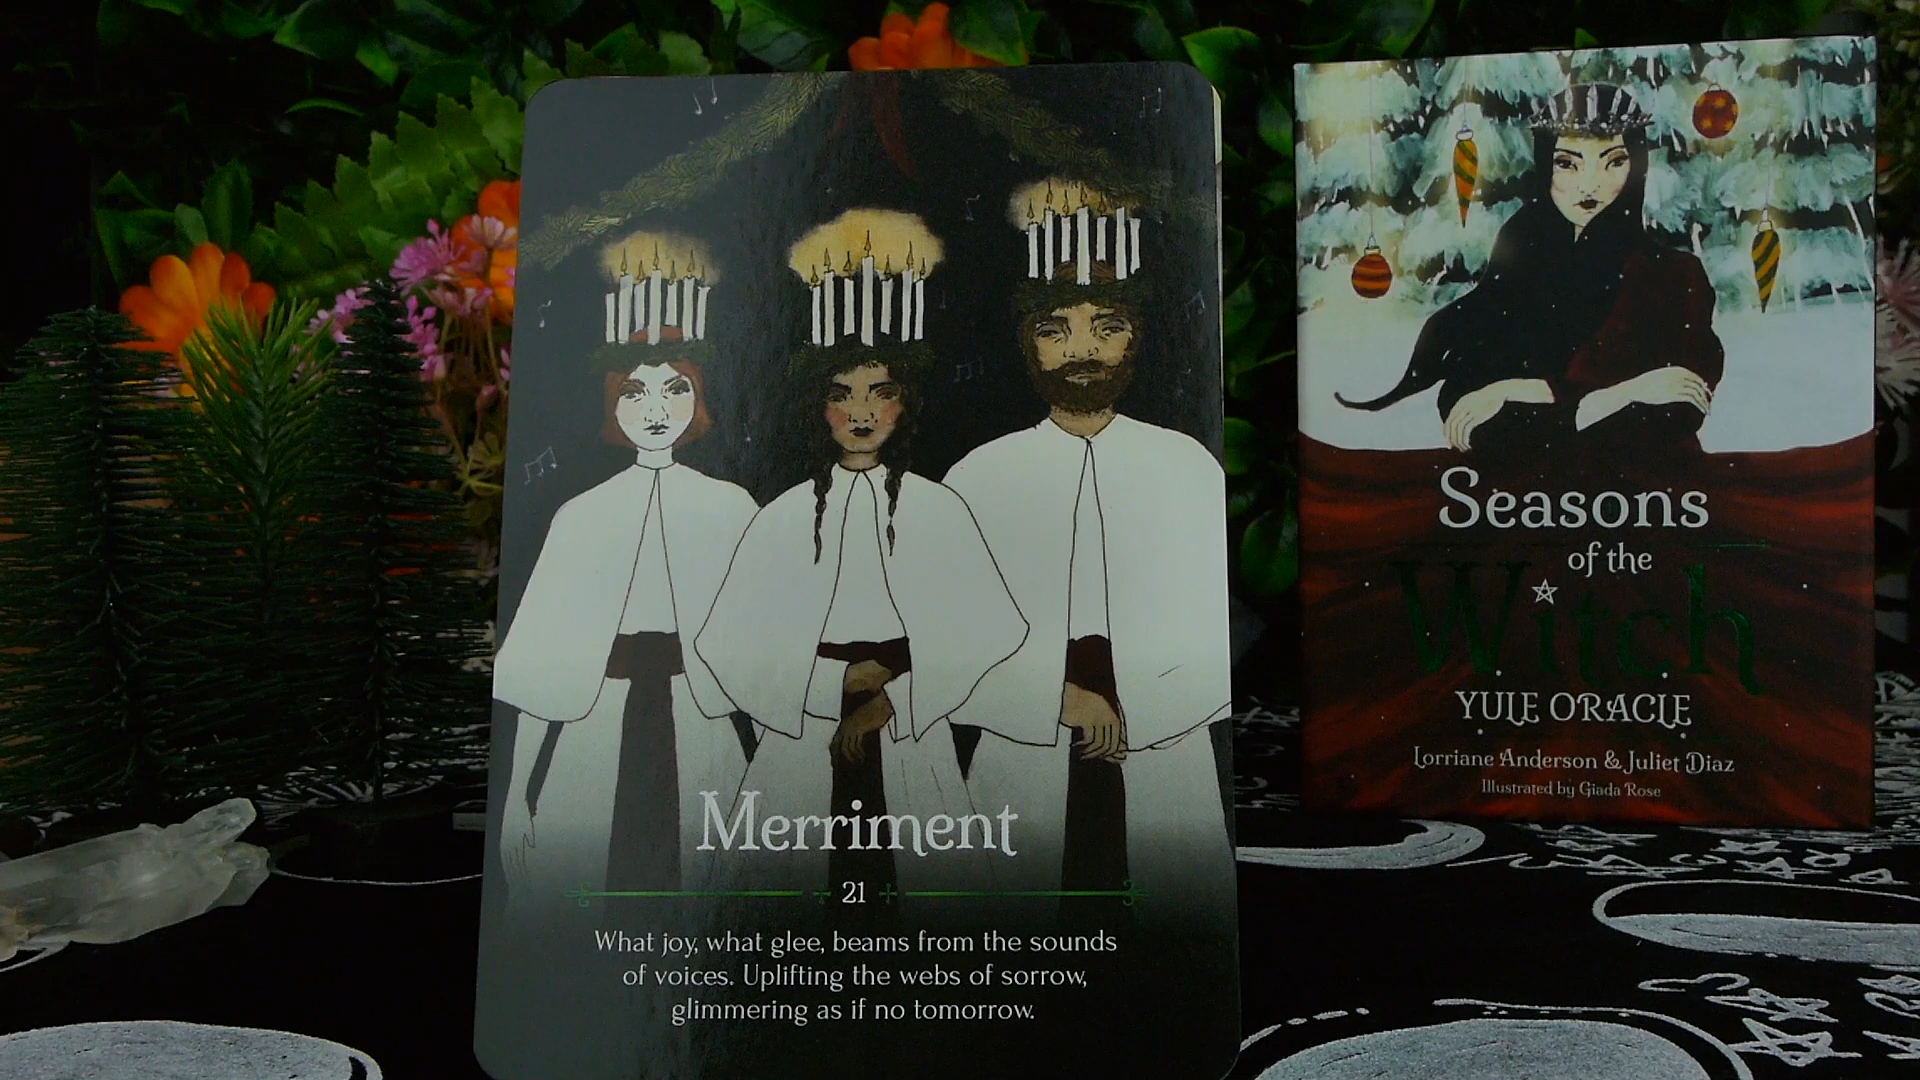 Merriment
21
What joy, what glee, beams from the sounds
of voices. Uplifting the webs of sorrow,
glimmering as if no tomorrow.
Seasons
of the
Witch
YULE ORACLE
Lorriane Anderson & Juliet Diaz
Illustrated by Giada Rose